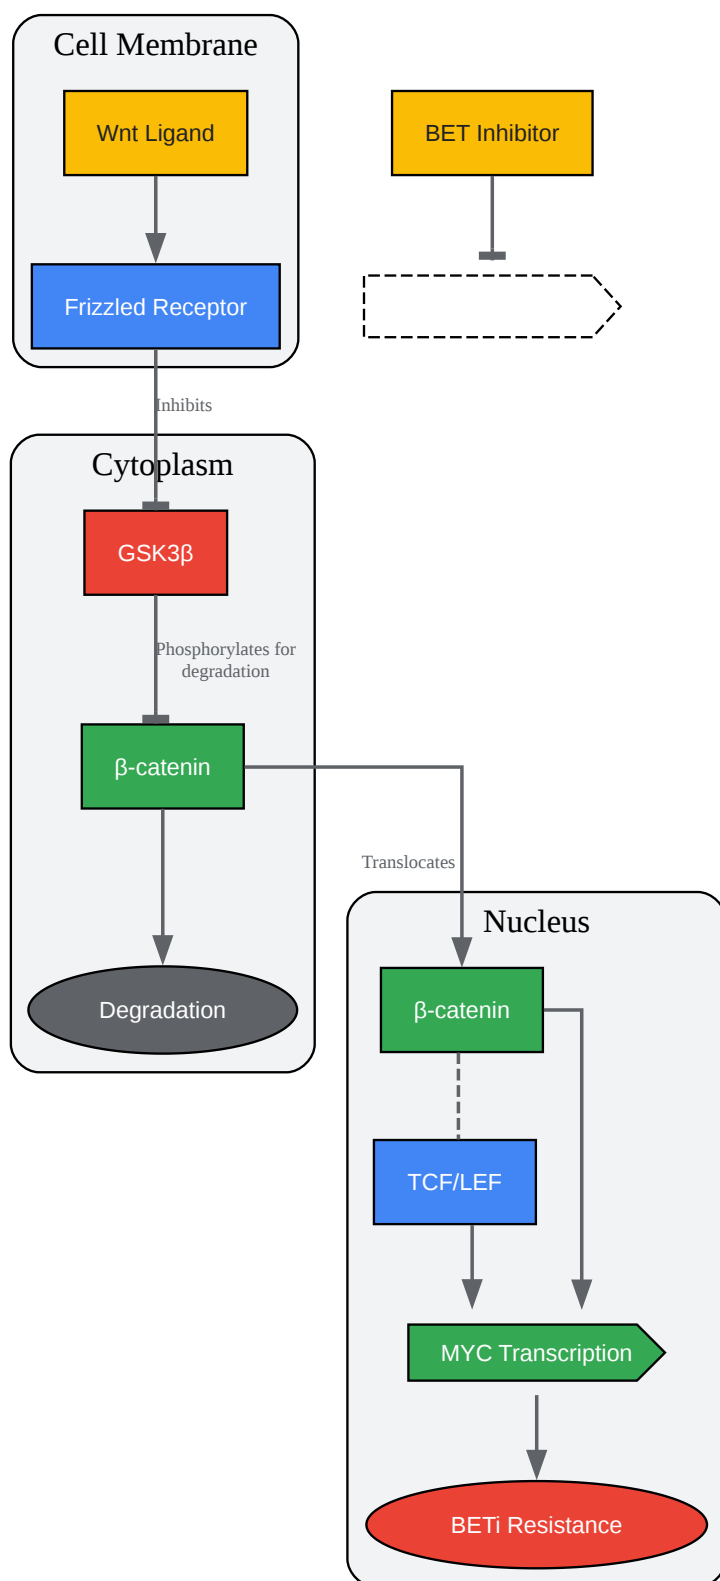 Cell Membrane
Wnt Ligand
BET Inhibitor
Frizzled Receptor
Inhibits
Cytoplasm
GSK3β
Phosphorylates for
degradation
β-catenin
Translocates
Nucleus
β-catenin
Degradation
TCF/LEF
MYC Transcription
BETi Resistance